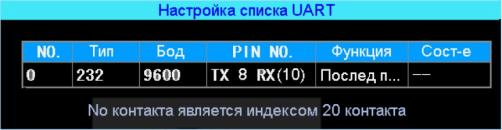 Настройка списка UART
NO. Тип Бод PIN NO. Функция Сост-е
0 232 9600 TX 8 RX(10) Послед п... —
No контакта является индексом 20 контакта